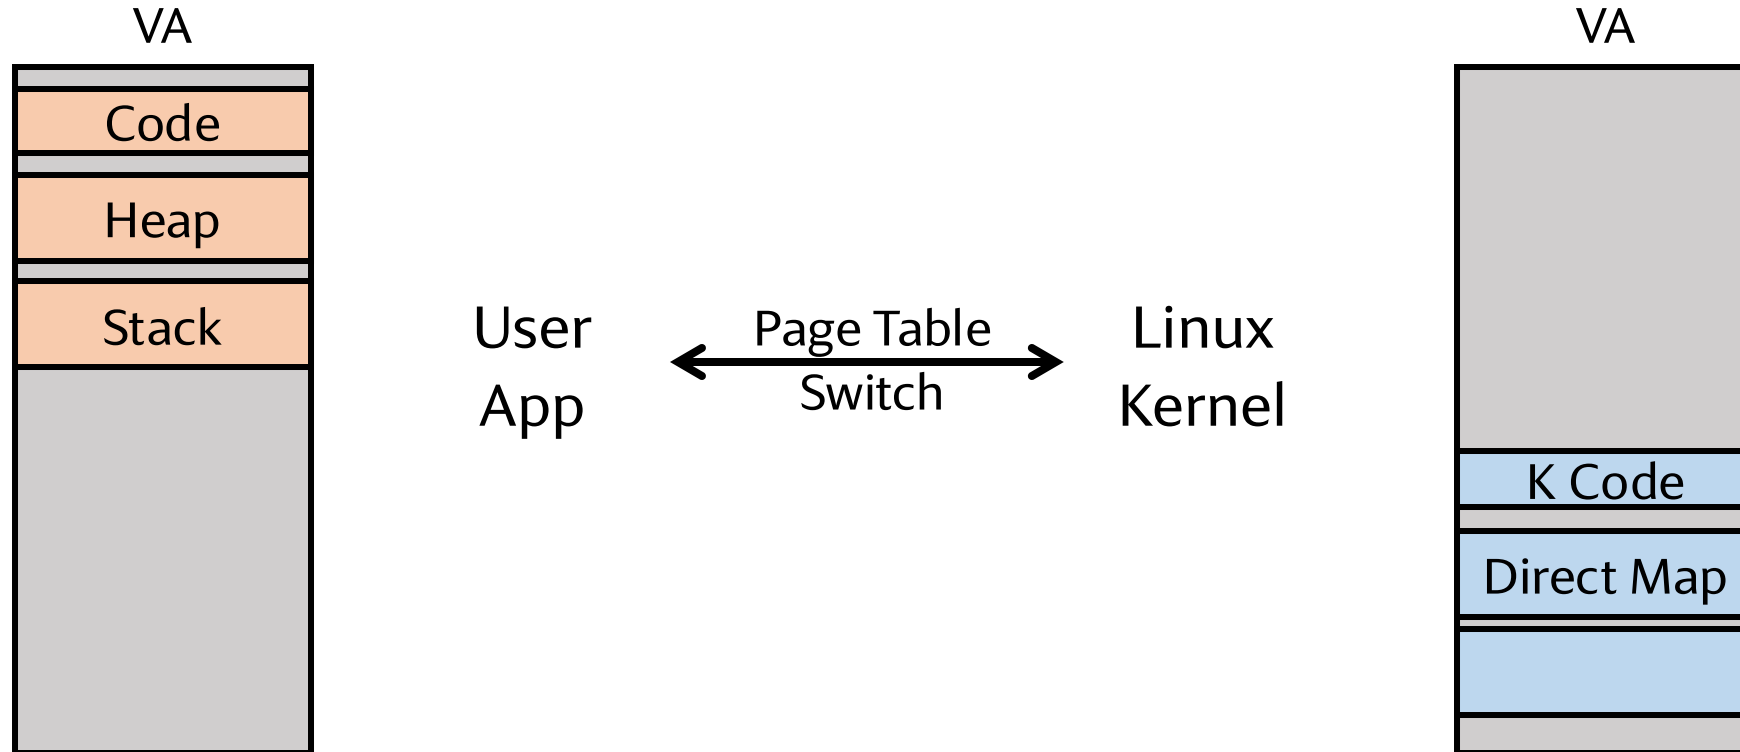 VA
VA
Code
Heap
Stack
User
App
Page Table
Switch
Linux
Kernel
K Code
Direct Map